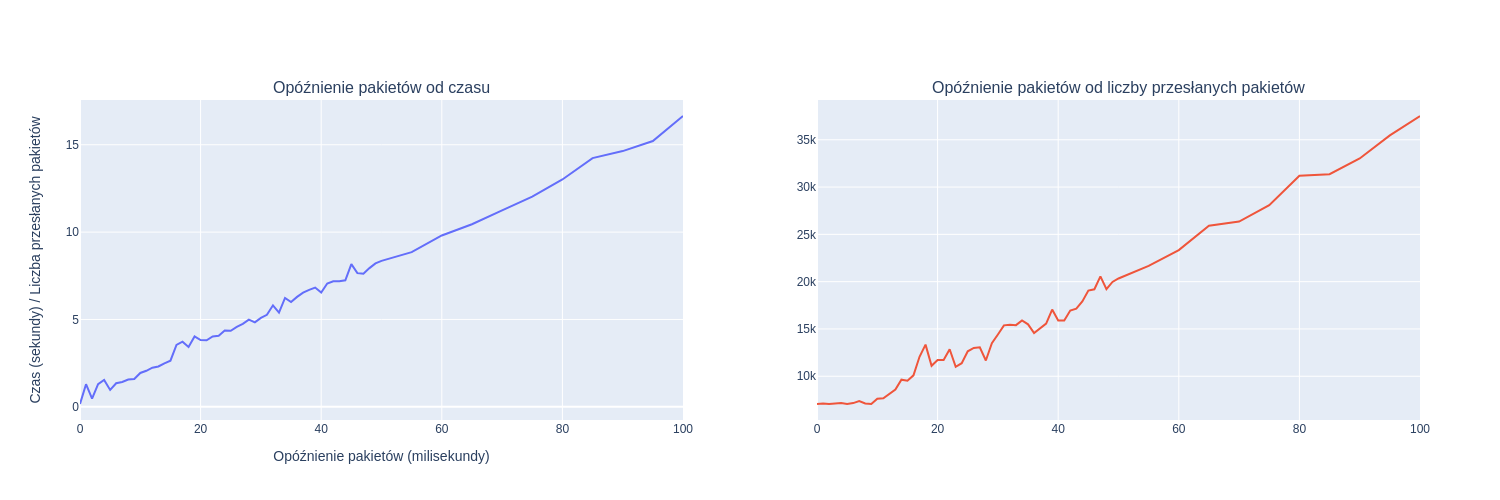 Opóźnienie pakietów od czasu
Czas (sekundy) / Liczba przesłanych pakietów
15
10
5
0
0 20 40 60 80 100
Opóźnienie pakietów (milisekundy)
Opóźnienie pakietów od liczby przesłanych pakietów
35k
30k
25k
20k
15k
10k
0 20 40 60 80 100